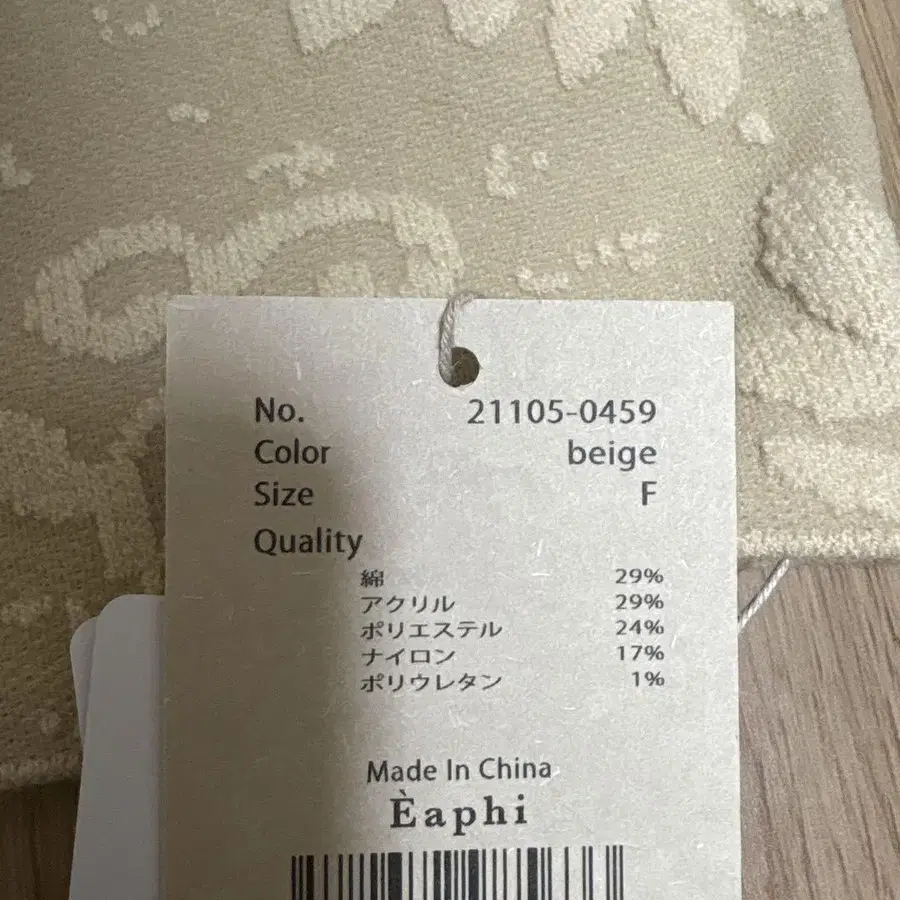 No. 21105-0459
Color beige
Size F
Quality
綿 29%
アクリル 29%
ポリエステル 24%
ナイロン 17%
ポリウレタン 1%
Made In China
Èaphi